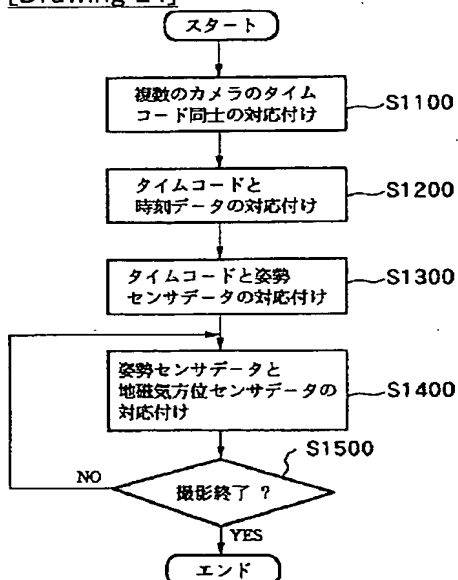 [Drawing 24]
スタート
複数のカメラのタイム
コード同士の対応付け
S1100
タイムコードと
時刻データの対応付け
S1200
タイムコードと姿勢
センサデータの対応付け
S1300
姿勢センサデータと
地磁気方位センサデータの
対応付け
S1400
S1500
撮影終了 ?
NO
YES
エンド